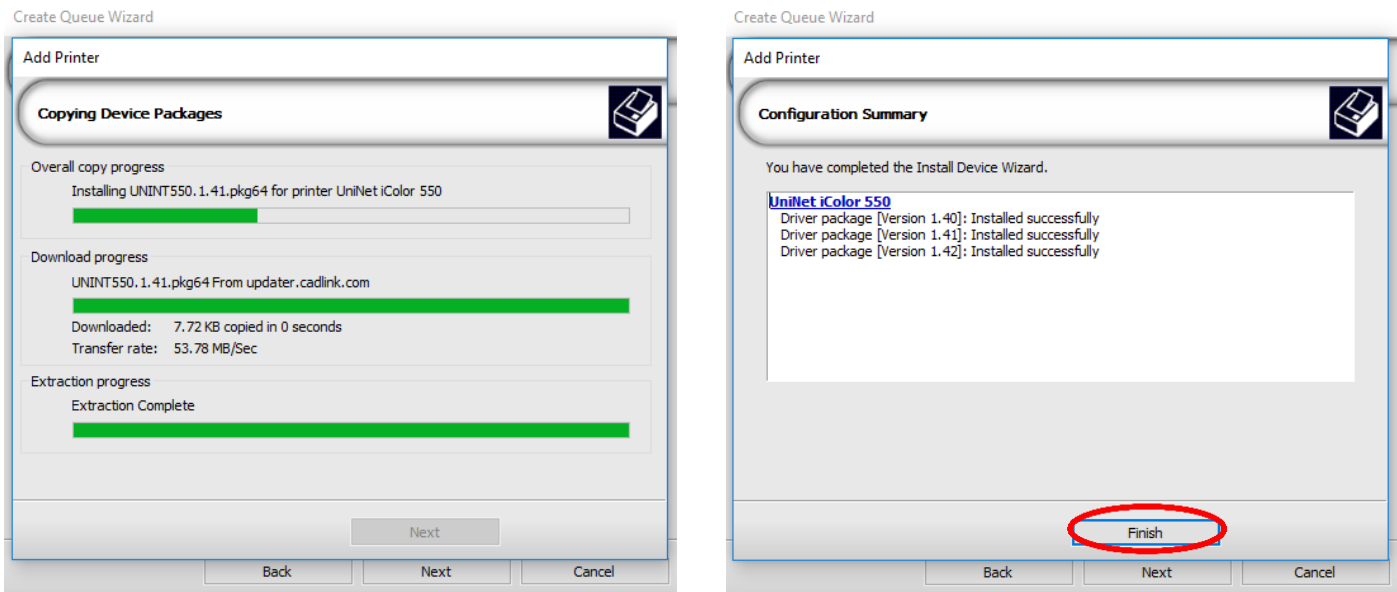 Create Queue Wizard
Add Printer
Copying Device Packages
Overall copy progress
Installing UNINT550.1.41.pkg64 for printer UniNet iColor 550
Download progress
UNINT550.1.41.pkg64 From updater.cadlink.com
Downloaded: 7.72 KB copied in 0 seconds
Transfer rate: 53.78 MB/Sec
Extraction progress
Extraction Complete
Next
Back Next Cancel
Create Queue Wizard
Add Printer
Configuration Summary
You have completed the Install Device Wizard.
UniNet iColor 550
Driver package [Version 1.40]: Installed successfully
Driver package [Version 1.41]: Installed successfully
Driver package [Version 1.42]: Installed successfully
Finish
Back Next Cancel